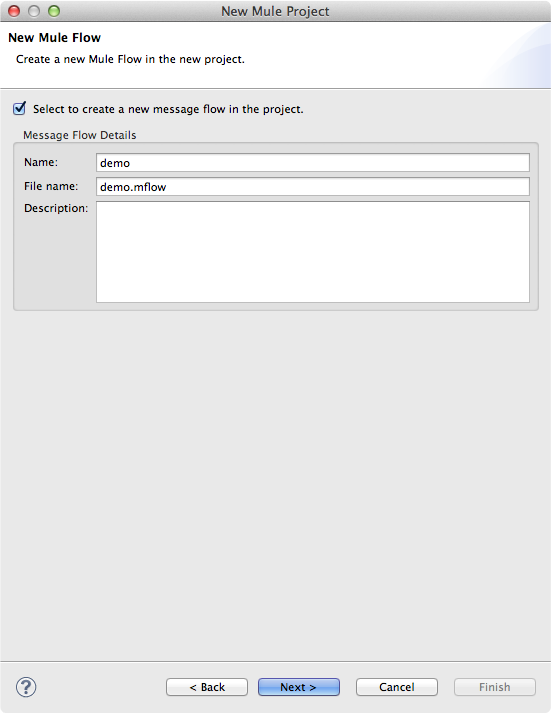 New Mule Project
New Mule Flow
Create a new Mule Flow in the new project.
Select to create a new message flow in the project.
Message Flow Details
Name: demo
File name: demo.mflow
Description:
? < Back Next > Cancel Finish